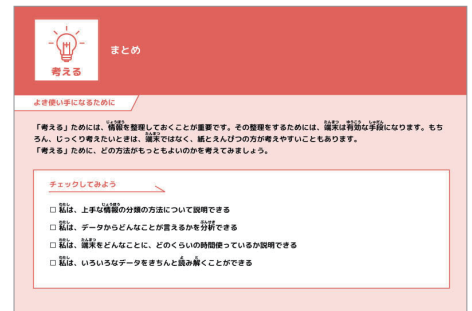 考える
まとめ
よき使い手になるために
「考える」ためには、情報を整理しておくことが重要です。その整理をするためには、端末は有効な手段になります。もち
ろん、じっくり考えたいときは、端末ではなく、紙とえんぴつの方が考えやすいこともあります。
「考える」ために、どの方法がもっともよいのかを考えてみましょう。
チェックしてみよう
□ 私は、上手な情報の分類の方法について説明できる
□ 私は、データからどんなことが言えるかを分析できる
□ 私は、端末をどんなことに、どのくらいの時間使っているか説明できる
□ 私は、いろいろなデータをきちんと読み解くことができる